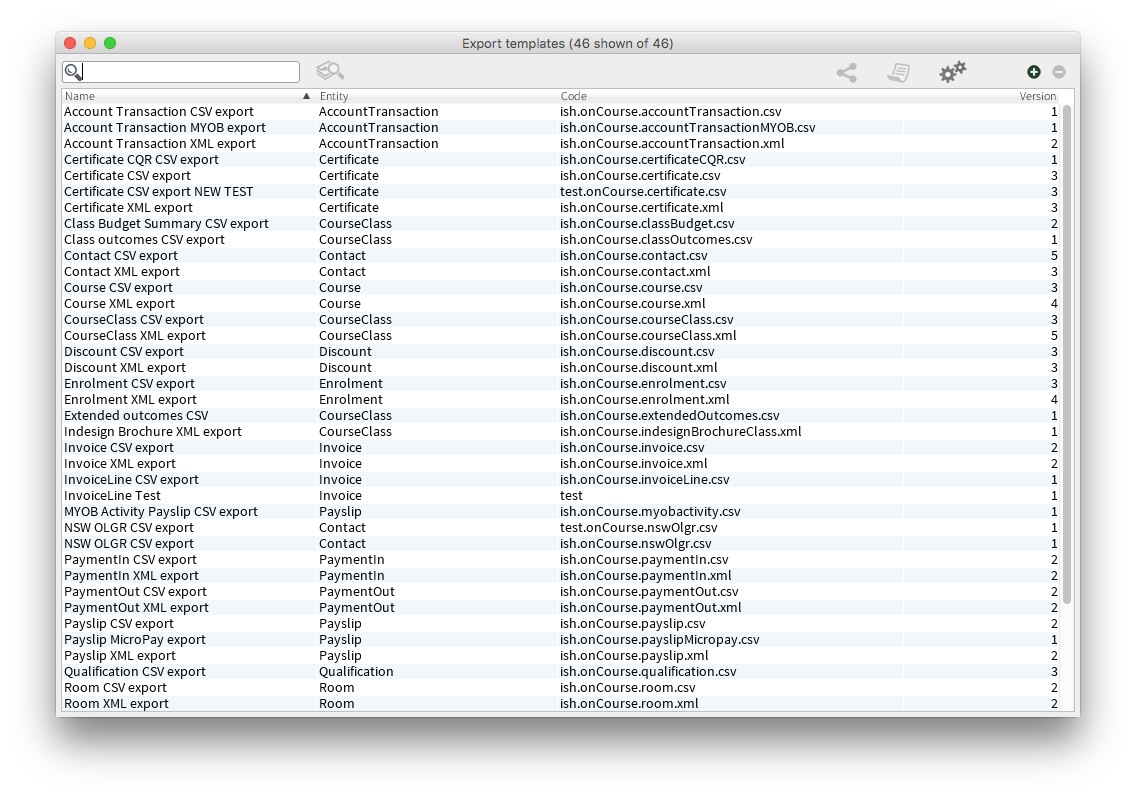 Export templates (46 shown of 46)
Name Entity Code Version
Account Transaction CSV export AccountTransaction ish.onCourse.accountTransaction.csv 1
Account Transaction MYOB export AccountTransaction ish.onCourse.accountTransactionMYOB.csv 1
Account Transaction XML export AccountTransaction ish.onCourse.accountTransaction.xml 2
Certificate CQR CSV export Certificate ish.onCourse.certificateCQR.csv 1
Certificate CSV export Certificate ish.onCourse.certificate.csv 3
Certificate CSV export NEW TEST Certificate test.onCourse.certificate.csv 3
Certificate XML export Certificate ish.onCourse.certificate.xml 3
Class Budget Summary CSV export CourseClass ish.onCourse.classBudget.csv 2
Class outcomes CSV export CourseClass ish.onCourse.classOutcomes.csv 1
Contact CSV export Contact ish.onCourse.contact.csv 5
Contact XML export Contact ish.onCourse.contact.xml 3
Course CSV export Course ish.onCourse.course.csv 3
Course XML export Course ish.onCourse.course.xml 4
CourseClass CSV export CourseClass ish.onCourse.courseClass.csv 3
CourseClass XML export CourseClass ish.onCourse.courseClass.xml 5
Discount CSV export Discount ish.onCourse.discount.csv 3
Discount XML export Discount ish.onCourse.discount.xml 3
Enrolment CSV export Enrolment ish.onCourse.enrolment.csv 3
Enrolment XML export Enrolment ish.onCourse.enrolment.xml 4
Extended outcomes CSV CourseClass ish.onCourse.extendedOutcomes.csv 1
Indesign Brochure XML export CourseClass ish.onCourse.indesignBrochureClass.xml 1
Invoice CSV export Invoice ish.onCourse.invoice.csv 2
Invoice XML export Invoice ish.onCourse.invoice.xml 2
InvoiceLine CSV export Invoice ish.onCourse.invoiceLine.csv 1
InvoiceLine Test Invoice test 1
MYOB Activity Payslip CSV export Payslip ish.onCourse.myobactivity.csv 1
NSW OLGR CSV export Contact test.onCourse.nswOlgr.csv 1
NSW OLGR CSV export Contact ish.onCourse.nswOlgr.csv 1
PaymentIn CSV export PaymentIn ish.onCourse.paymentIn.csv 2
PaymentIn XML export PaymentIn ish.onCourse.paymentIn.xml 2
PaymentOut CSV export PaymentOut ish.onCourse.paymentOut.csv 2
PaymentOut XML export PaymentOut ish.onCourse.paymentOut.xml 2
Payslip CSV export Payslip ish.onCourse.payslip.csv 2
Payslip MicroPay export Payslip ish.onCourse.payslipMicropay.csv 1
Payslip XML export Payslip ish.onCourse.payslip.xml 2
Qualification CSV export Qualification ish.onCourse.qualification.csv 3
Room CSV export Room ish.onCourse.room.csv 2
Room XML export Room ish.onCourse.room.xml 2